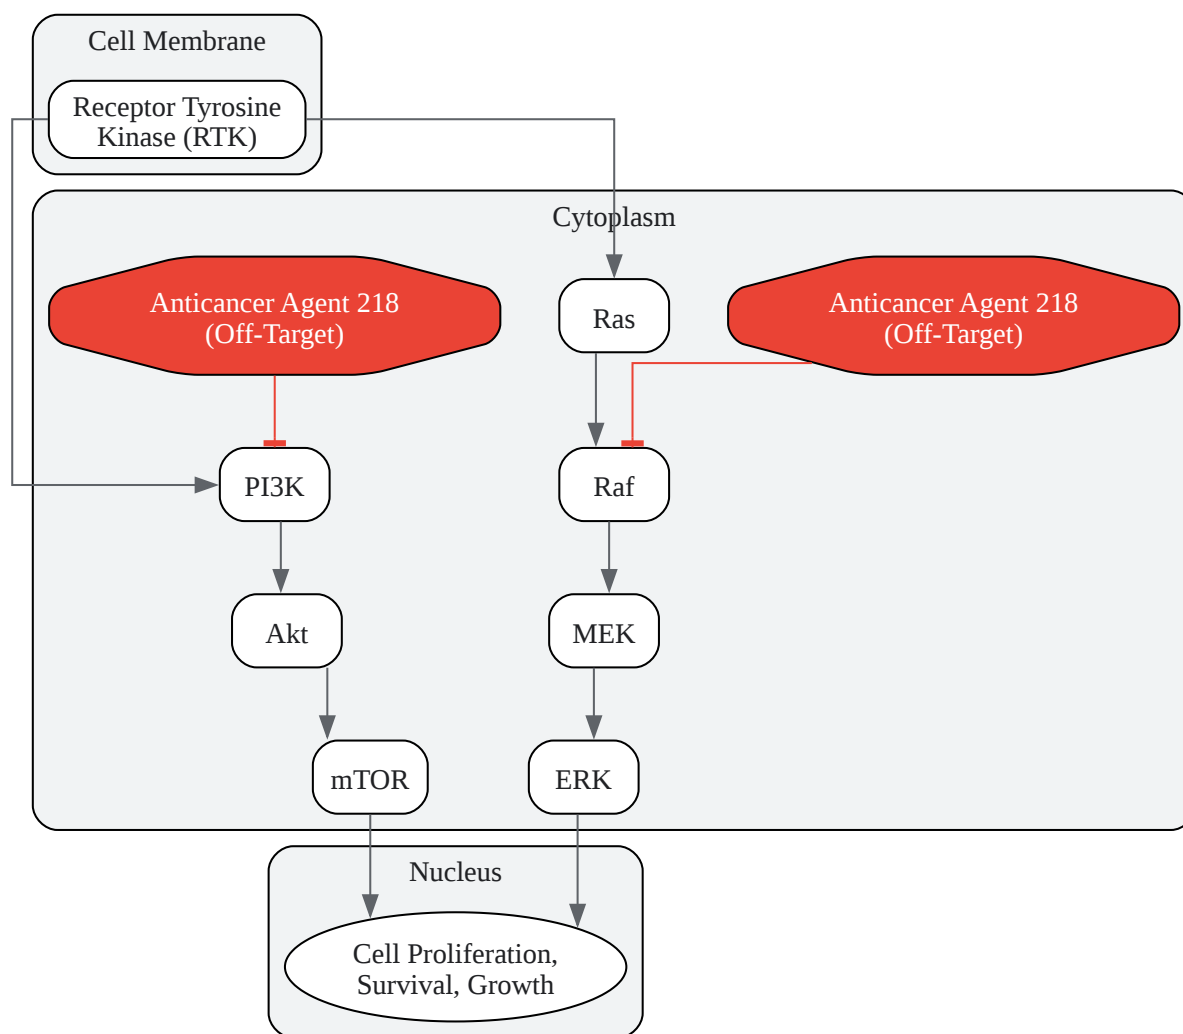 Cell Membrane
Receptor Tyrosine
Kinase (RTK)
Cytoplasm
Anticancer Agent 218
(Off-Target)
Ras
Anticancer Agent 218
(Off-Target)
PI3K
Raf
Akt
MEK
mTOR
ERK
Nucleus
Cell Proliferation,
Survival, Growth